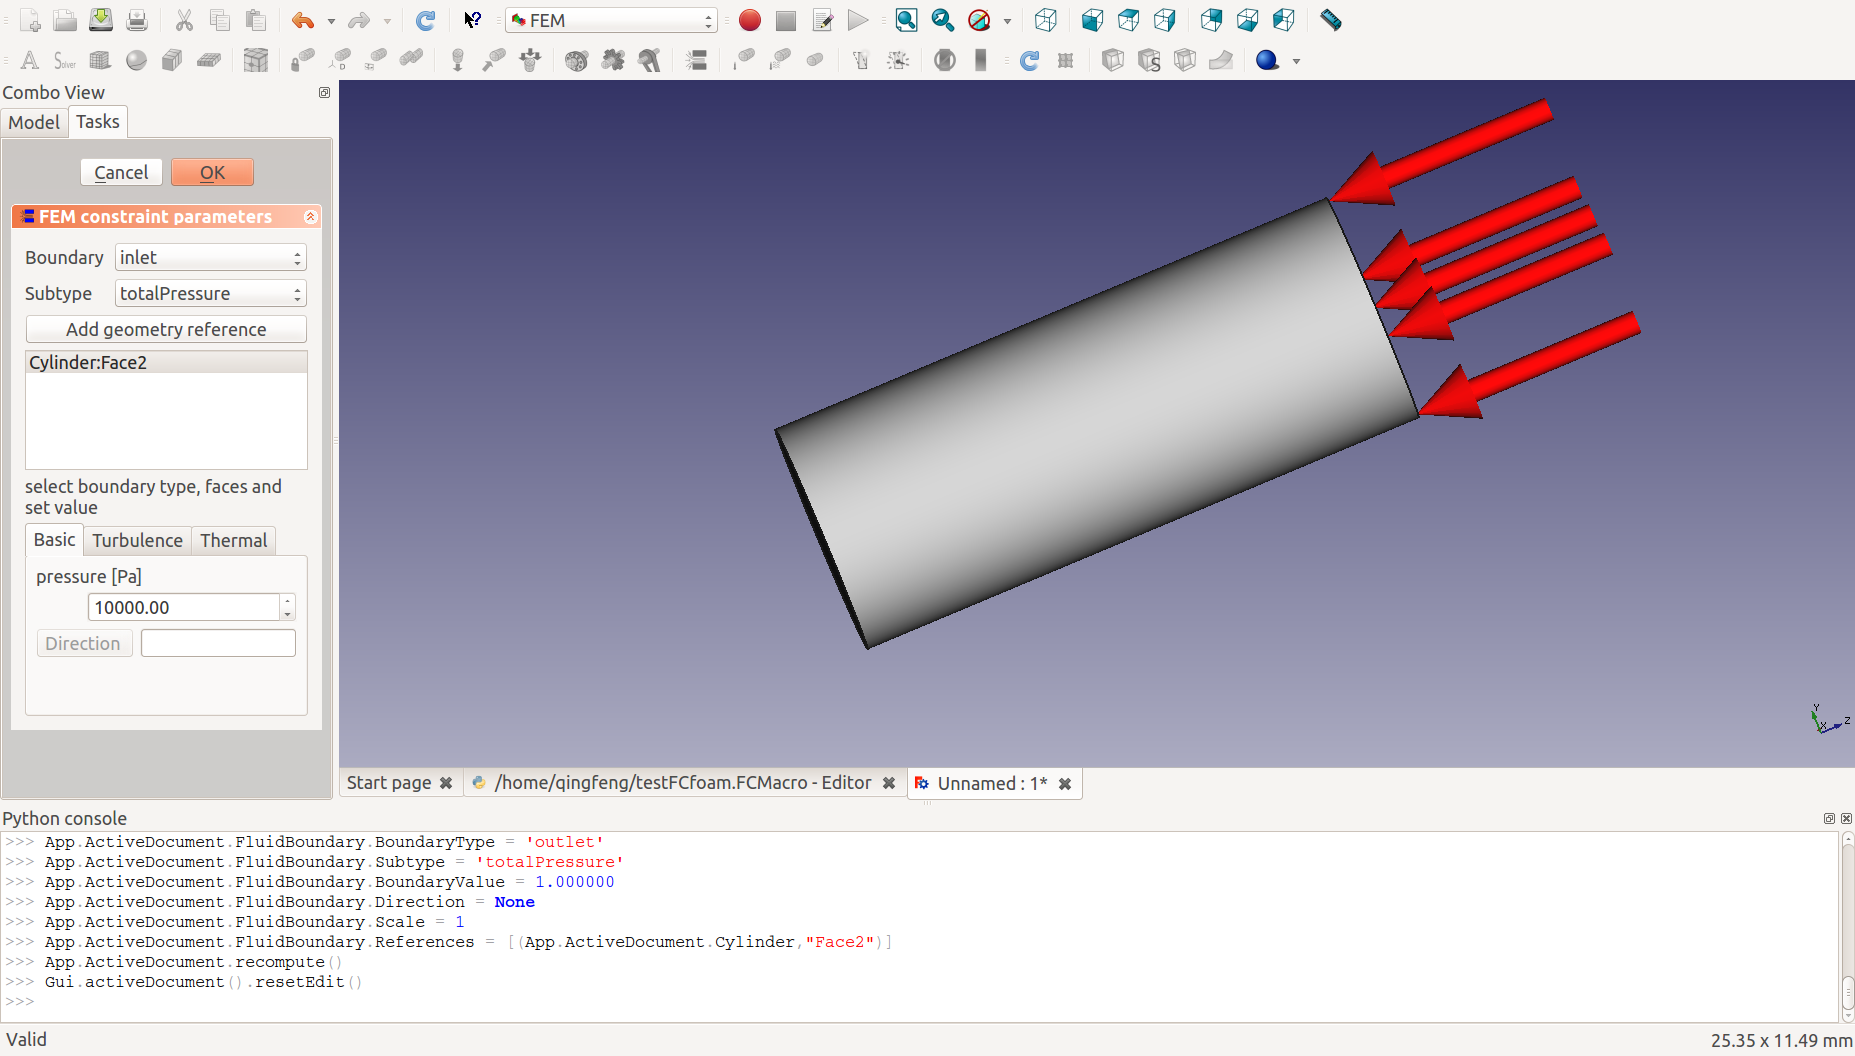 FEM
A Solver
D
S
Combo View
Model Tasks
Cancel OK
FEM constraint parameters
Boundary inlet
Subtype totalPressure
Add geometry reference
Cylinder:Face2
select boundary type, faces and
set value
Basic Turbulence Thermal
pressure [Pa]
10000.00
Direction
Y
X
Z
Start page /home/qingfeng/testFCfoam.FCMacro - Editor Unnamed : 1*
Python console
>>> App.ActiveDocument.FluidBoundary.BoundaryType = 'outlet'
>>> App.ActiveDocument.FluidBoundary.Subtype = 'totalPressure'
>>> App.ActiveDocument.FluidBoundary.BoundaryValue = 1.000000
>>> App.ActiveDocument.FluidBoundary.Direction = None
>>> App.ActiveDocument.FluidBoundary.Scale = 1
>>> App.ActiveDocument.FluidBoundary.References = [(App.ActiveDocument.Cylinder,"Face2")]
>>> App.ActiveDocument.recompute()
>>> Gui.activeDocument().resetEdit()
>>>
Valid 25.35 x 11.49 mm